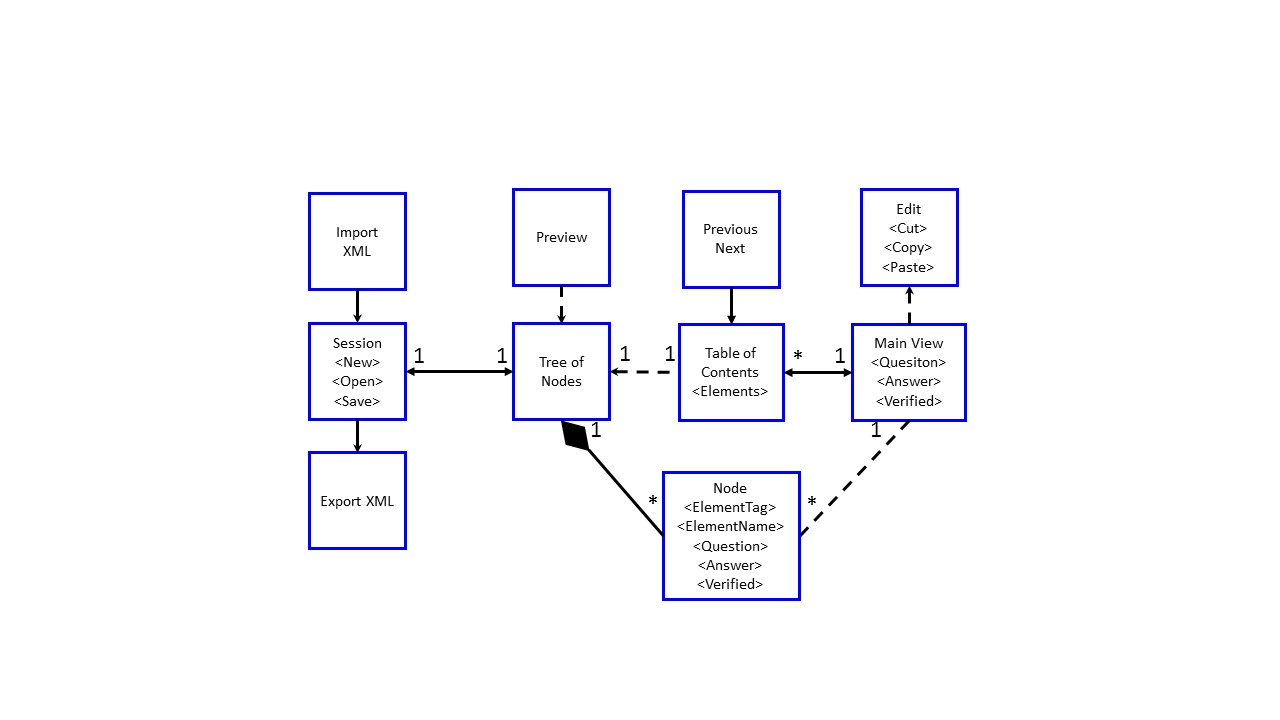 Import
XML
Preview
Previous
Next
Edit
<Cut>
<Copy>
<Paste>
Session
<New>
<Open>
<Save>
1
1
Tree of
Nodes
1
1
Table of
Contents
<Elements>
*
1
Main View
<Quesiton>
<Answer>
<Verified>
1
1
Export XML
*
Node
<ElementTag>
<ElementName>
<Question>
<Answer>
<Verified>
*